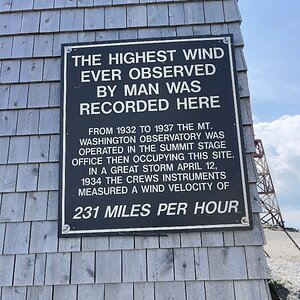 THE HIGHEST WIND
EVER OBSERVED
BY MAN WAS
RECORDED HERE
FROM 1932 TO 1937 THE MT.
WASHINGTON OBSERVATORY WAS
OPERATED IN THE SUMMIT STAGE
OFFICE THEN OCCUPYING THIS SITE.
IN A GREAT STORM APRIL 12,
1934 THE CREWS INSTRUMENTS
MEASURED A WIND VELOCITY OF
231 MILES PER HOUR